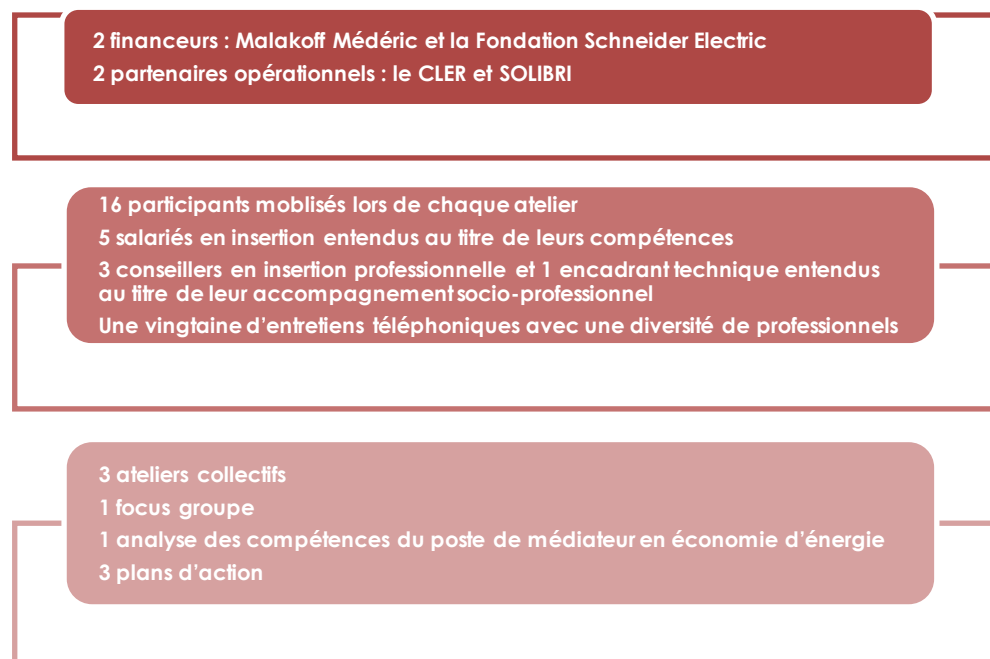 2 financeurs : Malakoff Médéric et la Fondation Schneider Electric
2 partenaires opérationnels : le CLER et SOLIBRI
16 participants moblisés lors de chaque atelier
5 salariés en insertion entendus au titre de leurs compétences
3 conseillers en insertion professionnelle et 1 encadrant technique entendus
au titre de leur accompagnement socio-professionnel
Une vingtaine d'entretiens téléphoniques avec une diversité de professionnels
3 ateliers collectifs
1 focus groupe
1 analyse des compétences du poste de médiateur en économie d'énergie
3 plans d'action